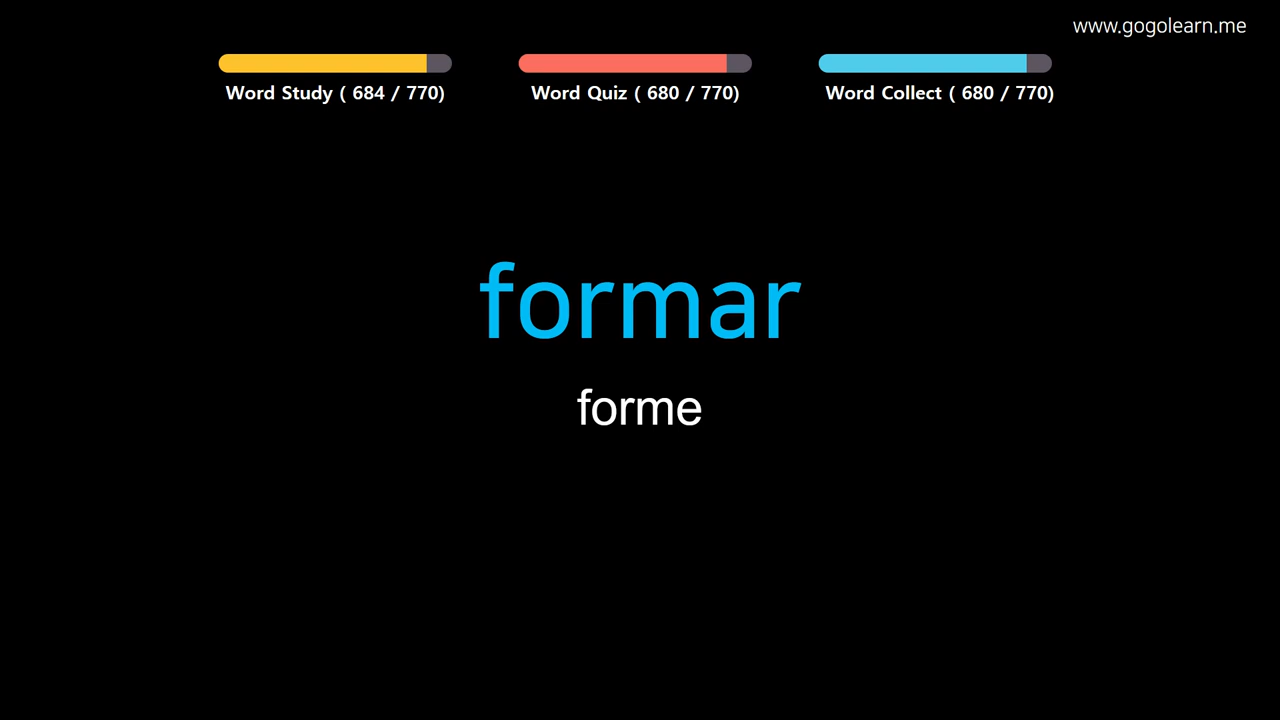 www.gogolearn.me
Word Study ( 684 / 770)
Word Quiz ( 680 / 770)
Word Collect ( 680 / 770)
formar
forme